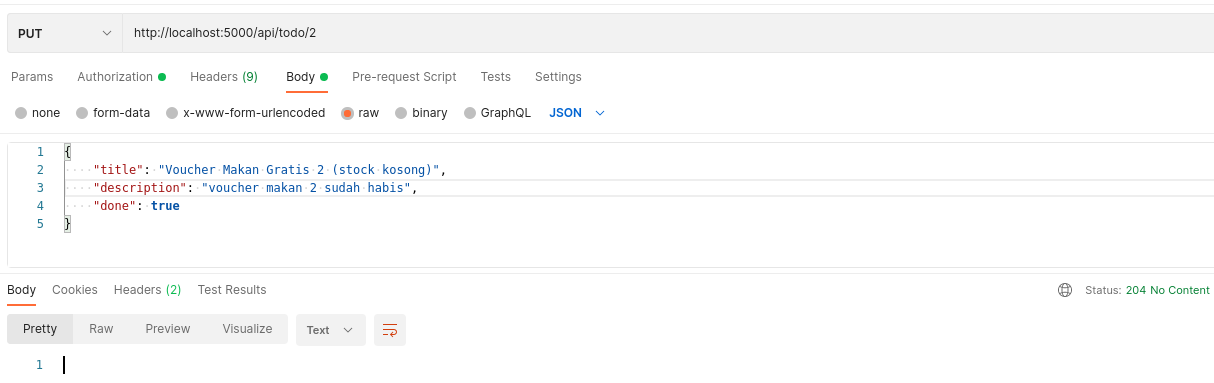 PUT http://localhost:5000/api/todo/2
Params Authorization Headers (9) Body Pre-request Script Tests Settings
none form-data x-www-form-urlencoded raw binary GraphQL JSON
1 {
2 "title": "Voucher Makan Gratis 2 (stock kosong)",
3 "description": "voucher makan 2 sudah habis",
4 "done": true
5 }
Body Cookies Headers (2) Test Results Status: 204 No Content
Pretty Raw Preview Visualize Text
1